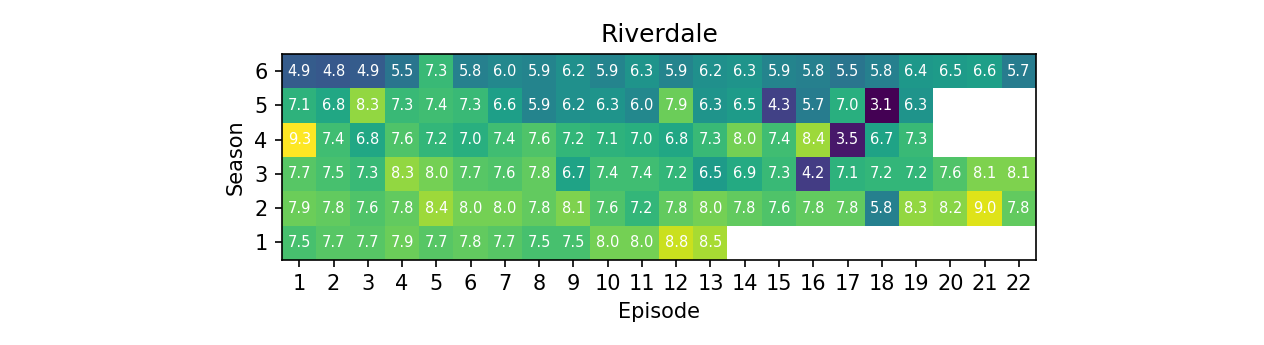 Riverdale
6 4.9 4.8 4.9 5.5 7.3 5.8 6.0 5.9 6.2 5.9 6.3 5.9 6.2 6.3 5.9 5.8 5.5 5.8 6.4 6.5 6.6 5.7
5 7.1 6.8 8.3 7.3 7.4 7.3 6.6 5.9 6.2 6.3 6.0 7.9 6.3 6.5 4.3 5.7 7.0 3.1 6.3
4 9.3 7.4 6.8 7.6 7.2 7.0 7.4 7.6 7.2 7.1 7.0 6.8 7.3 8.0 7.4 8.4 3.5 6.7 7.3
3 7.7 7.5 7.3 8.3 8.0 7.7 7.6 7.8 6.7 7.4 7.4 7.2 6.5 6.9 7.3 4.2 7.1 7.2 7.2 7.6 8.1 8.1
2 7.9 7.8 7.6 7.8 8.4 8.0 8.0 7.8 8.1 7.6 7.2 7.8 8.0 7.8 7.6 7.8 7.8 5.8 8.3 8.2 9.0 7.8
1 7.5 7.7 7.7 7.9 7.7 7.8 7.7 7.5 7.5 8.0 8.0 8.8 8.5
1 2 3 4 5 6 7 8 9 10 11 12 13 14 15 16 17 18 19 20 21 22
Episode
Season